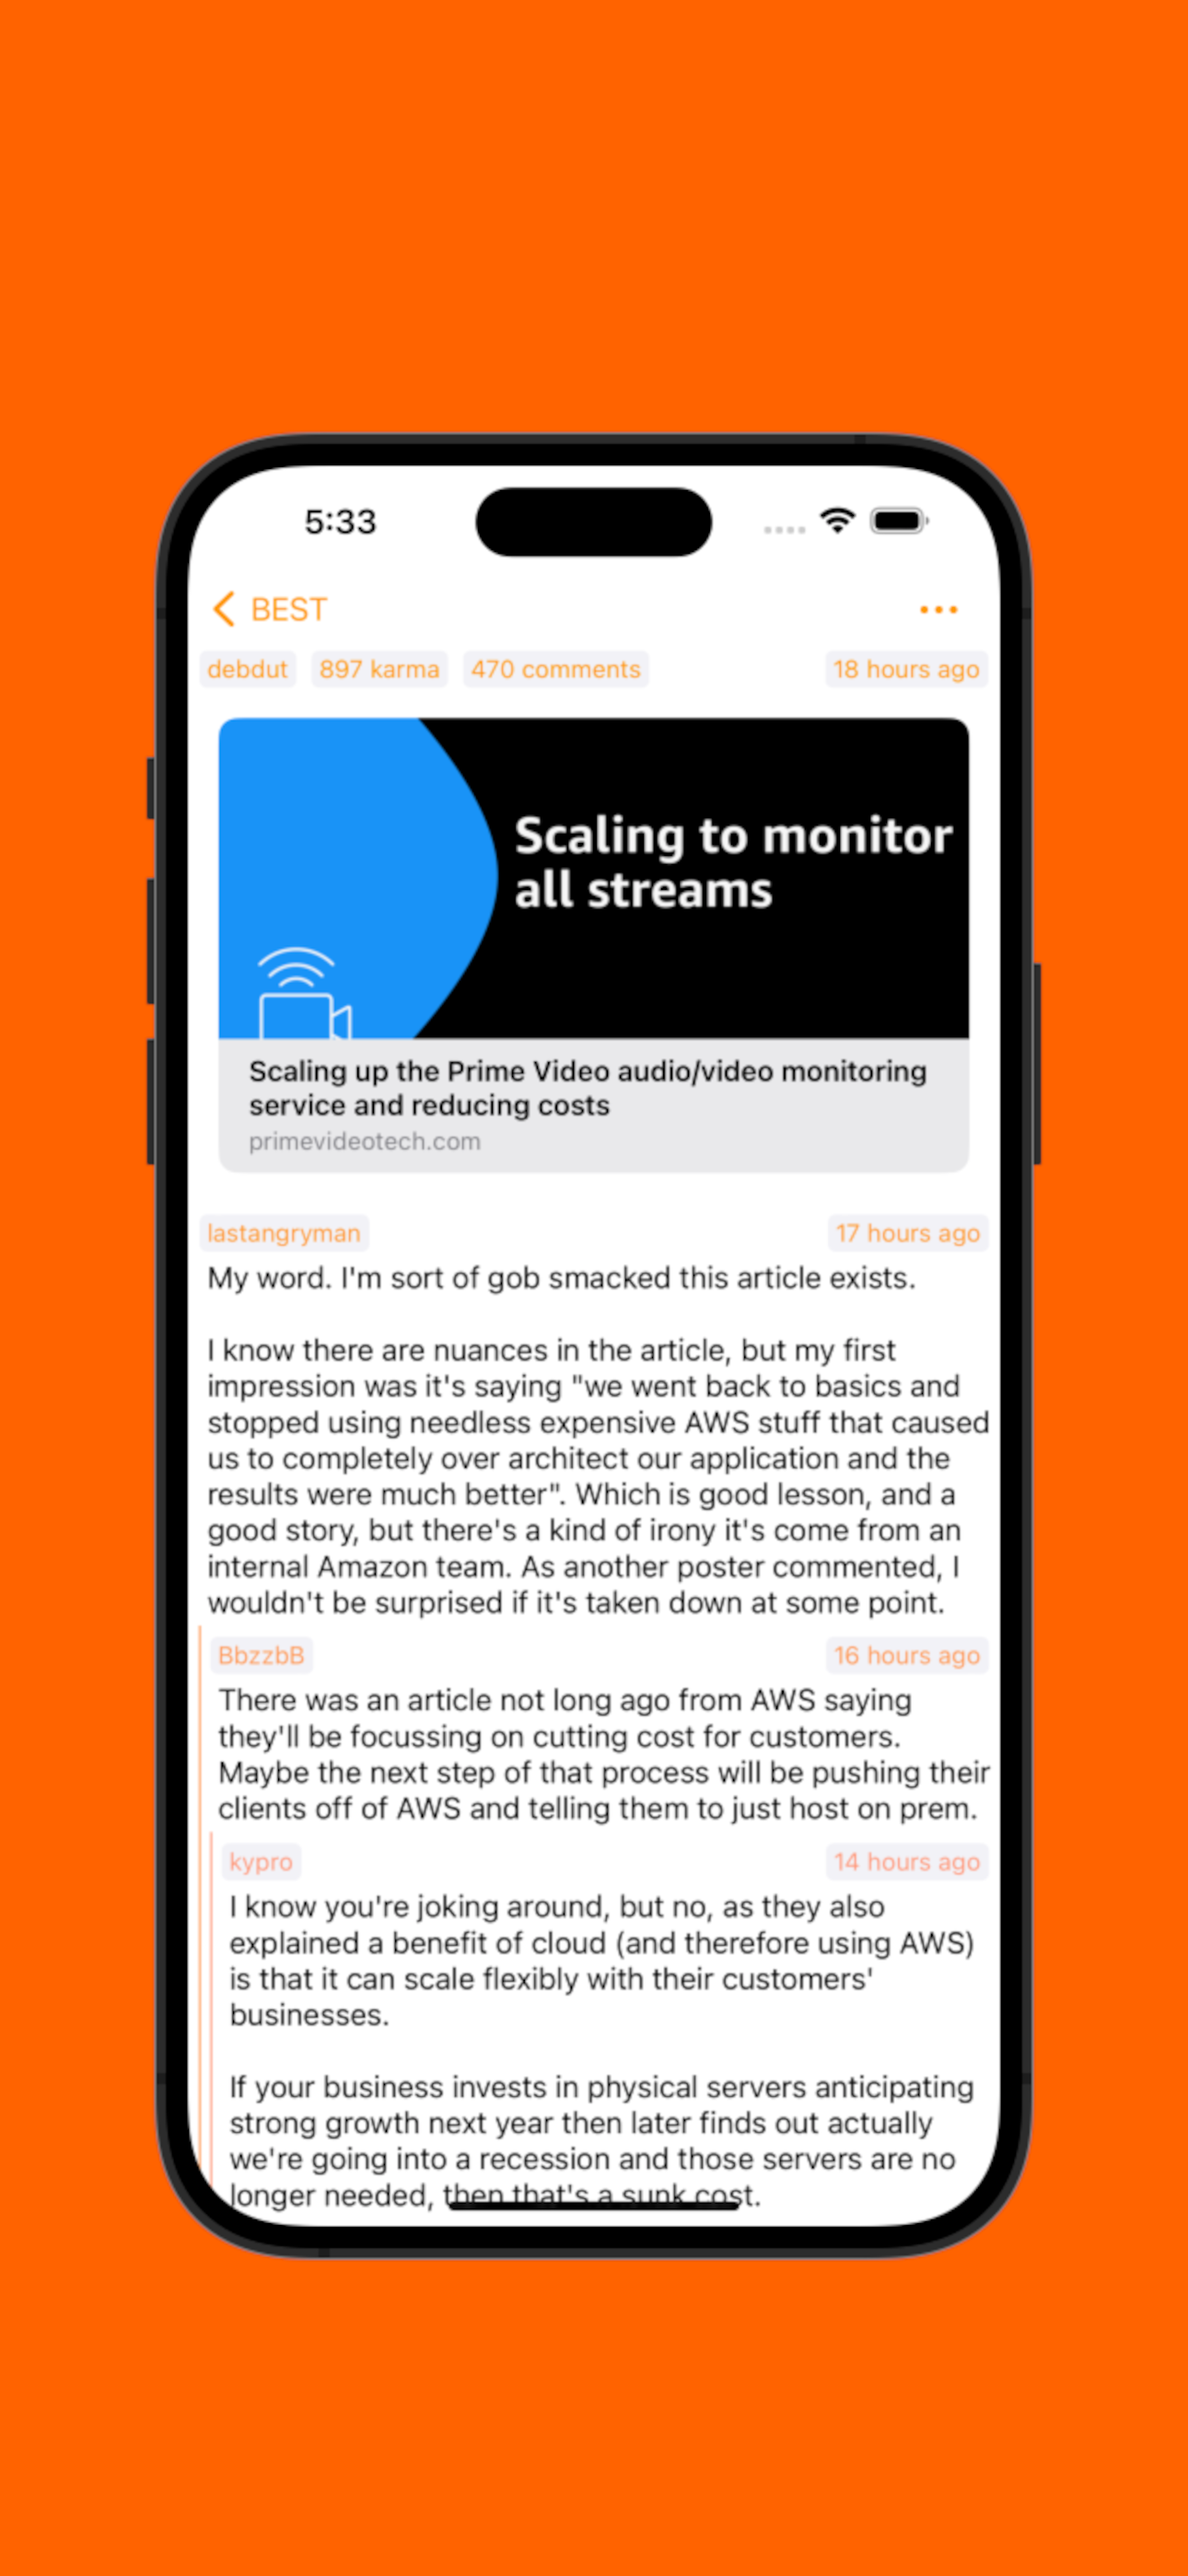 5:33
BEST
debdut 897 karma 470 comments 18 hours ago
Scaling to monitor
all streams
Scaling up the Prime Video audio/video monitoring
service and reducing costs
primevideotech.com
lastangryman 17 hours ago
My word. I'm sort of gob smacked this article exists.
I know there are nuances in the article, but my first
impression was it's saying "we went back to basics and
stopped using needless expensive AWS stuff that caused
us to completely over architect our application and the
results were much better". Which is good lesson, and a
good story, but there's a kind of irony it's come from an
internal Amazon team. As another poster commented, I
wouldn't be surprised if it's taken down at some point.
BbzzbB 16 hours ago
There was an article not long ago from AWS saying
they'll be focussing on cutting cost for customers.
Maybe the next step of that process will be pushing their
clients off of AWS and telling them to just host on prem.
kypro 14 hours ago
I know you're joking around, but no, as they also
explained a benefit of cloud (and therefore using AWS)
is that it can scale flexibly with their customers'
businesses.
If your business invests in physical servers anticipating
strong growth next year then later finds out actually
we're going into a recession and those servers are no
longer needed, then that's a sunk cost.